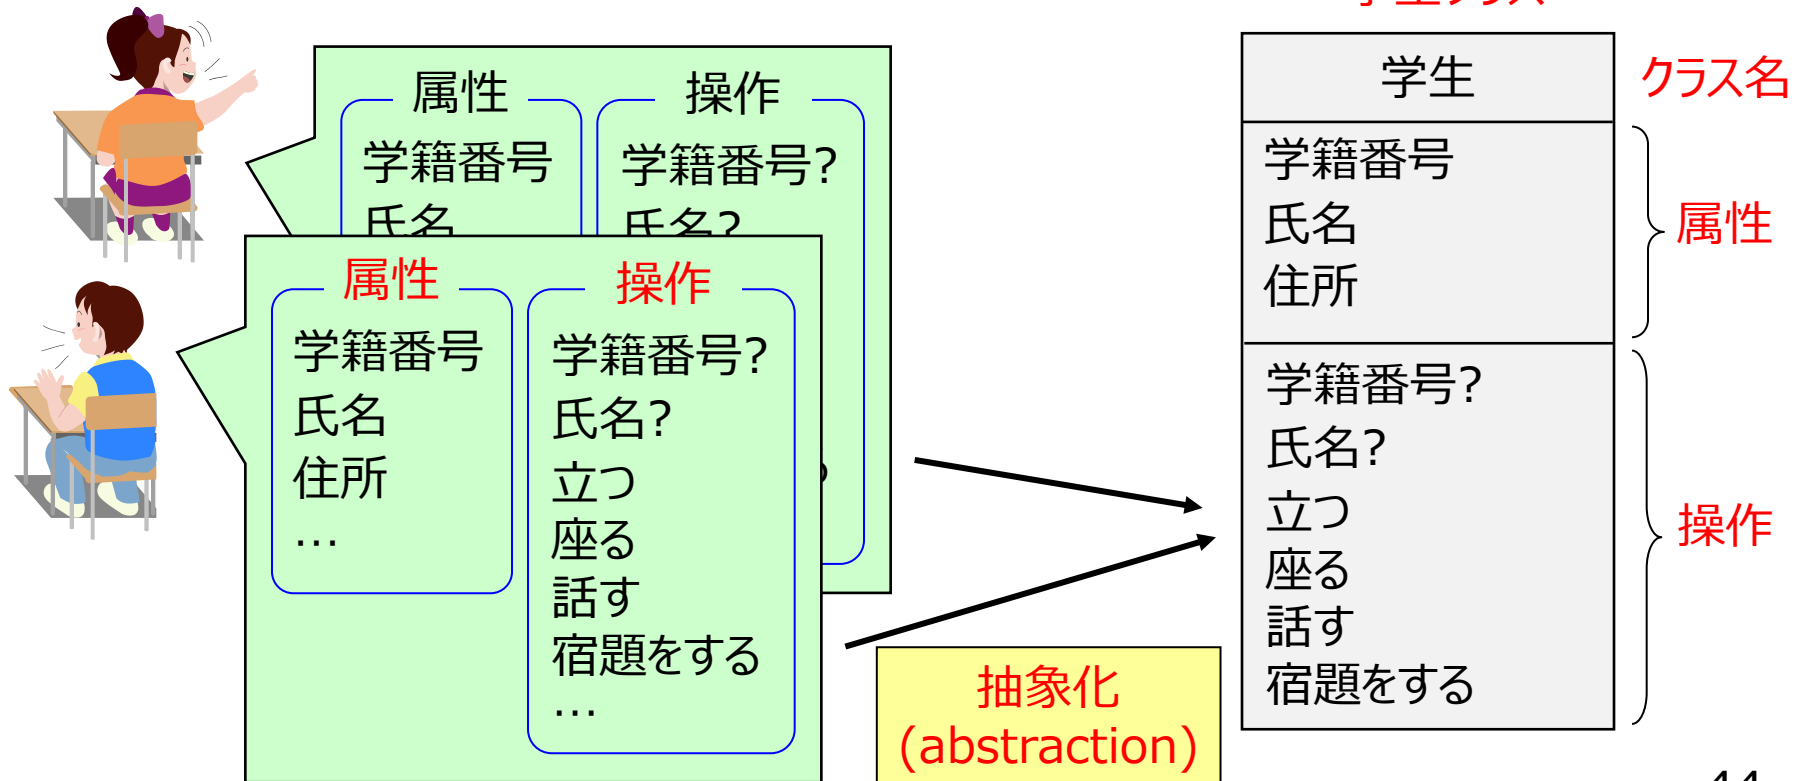 属性
操作
学籍番号
学籍番号?
氏名
氏名?
属性
操作
学籍番号
学籍番号?
氏名
氏名?
住所
立つ
…
座る
話す
宿題をする
…
抽象化
(abstraction)
学生
クラス名
学籍番号
氏名
住所
属性
学籍番号?
氏名?
立つ
座る
話す
宿題をする
操作